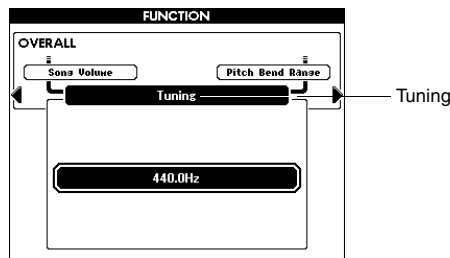 FUNCTION
OVERALL
Song Volume
Pitch Bend Range
Tuning
Tuning
440.0Hz